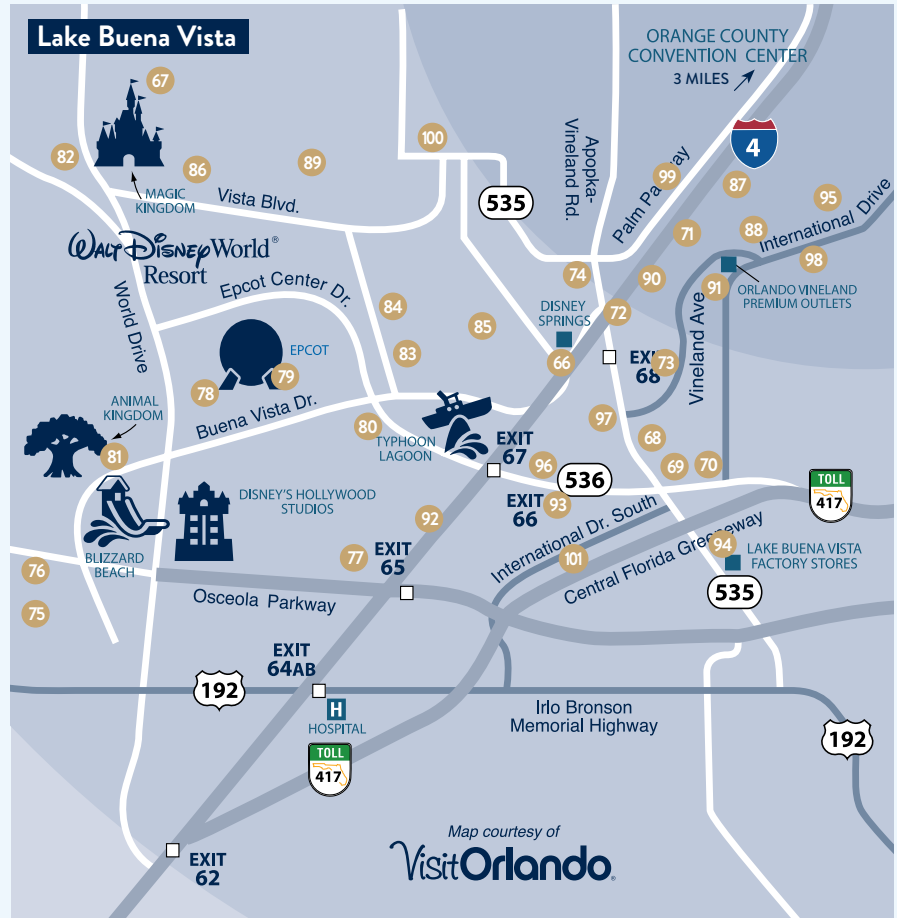 Lake Buena Vista
ORANGE COUNTY
CONVENTION CENTER
3 MILES
67
4
100
82
86
89
Apopka-
Vineland Rd.
Palm Parkway
99
87
95
MAGIC
KINGDOM
Vista Blvd.
535
71
88
International Drive
Walt Disney World®
Resort
98
Epcot Center Dr.
74
90
91
ORLANDO VINELAND
PREMIUM OUTLETS
World Drive
84
85
DISNEY
SPRINGS
72
Vineland Ave
EPCOT
83
66
EXIT
68
73
78
79
ANIMAL
KINGDOM
Buena Vista Dr.
80
TYPHOON
LAGOON
97
68
81
EXIT
67
96
536
69
70
DISNEY'S HOLLYWOOD
STUDIOS
EXIT
66
93
TOLL
417
92
International Dr. South
BLIZZARD
BEACH
77
EXIT
65
101
Central Florida Greeneway
94
LAKE BUENA VISTA
FACTORY STORES
76
75
Osceola Parkway
535
EXIT
64AB
192
H
HOSPITAL
Irlo Bronson
Memorial Highway
192
TOLL
417
Map courtesy of
Visit Orlando®
EXIT
62